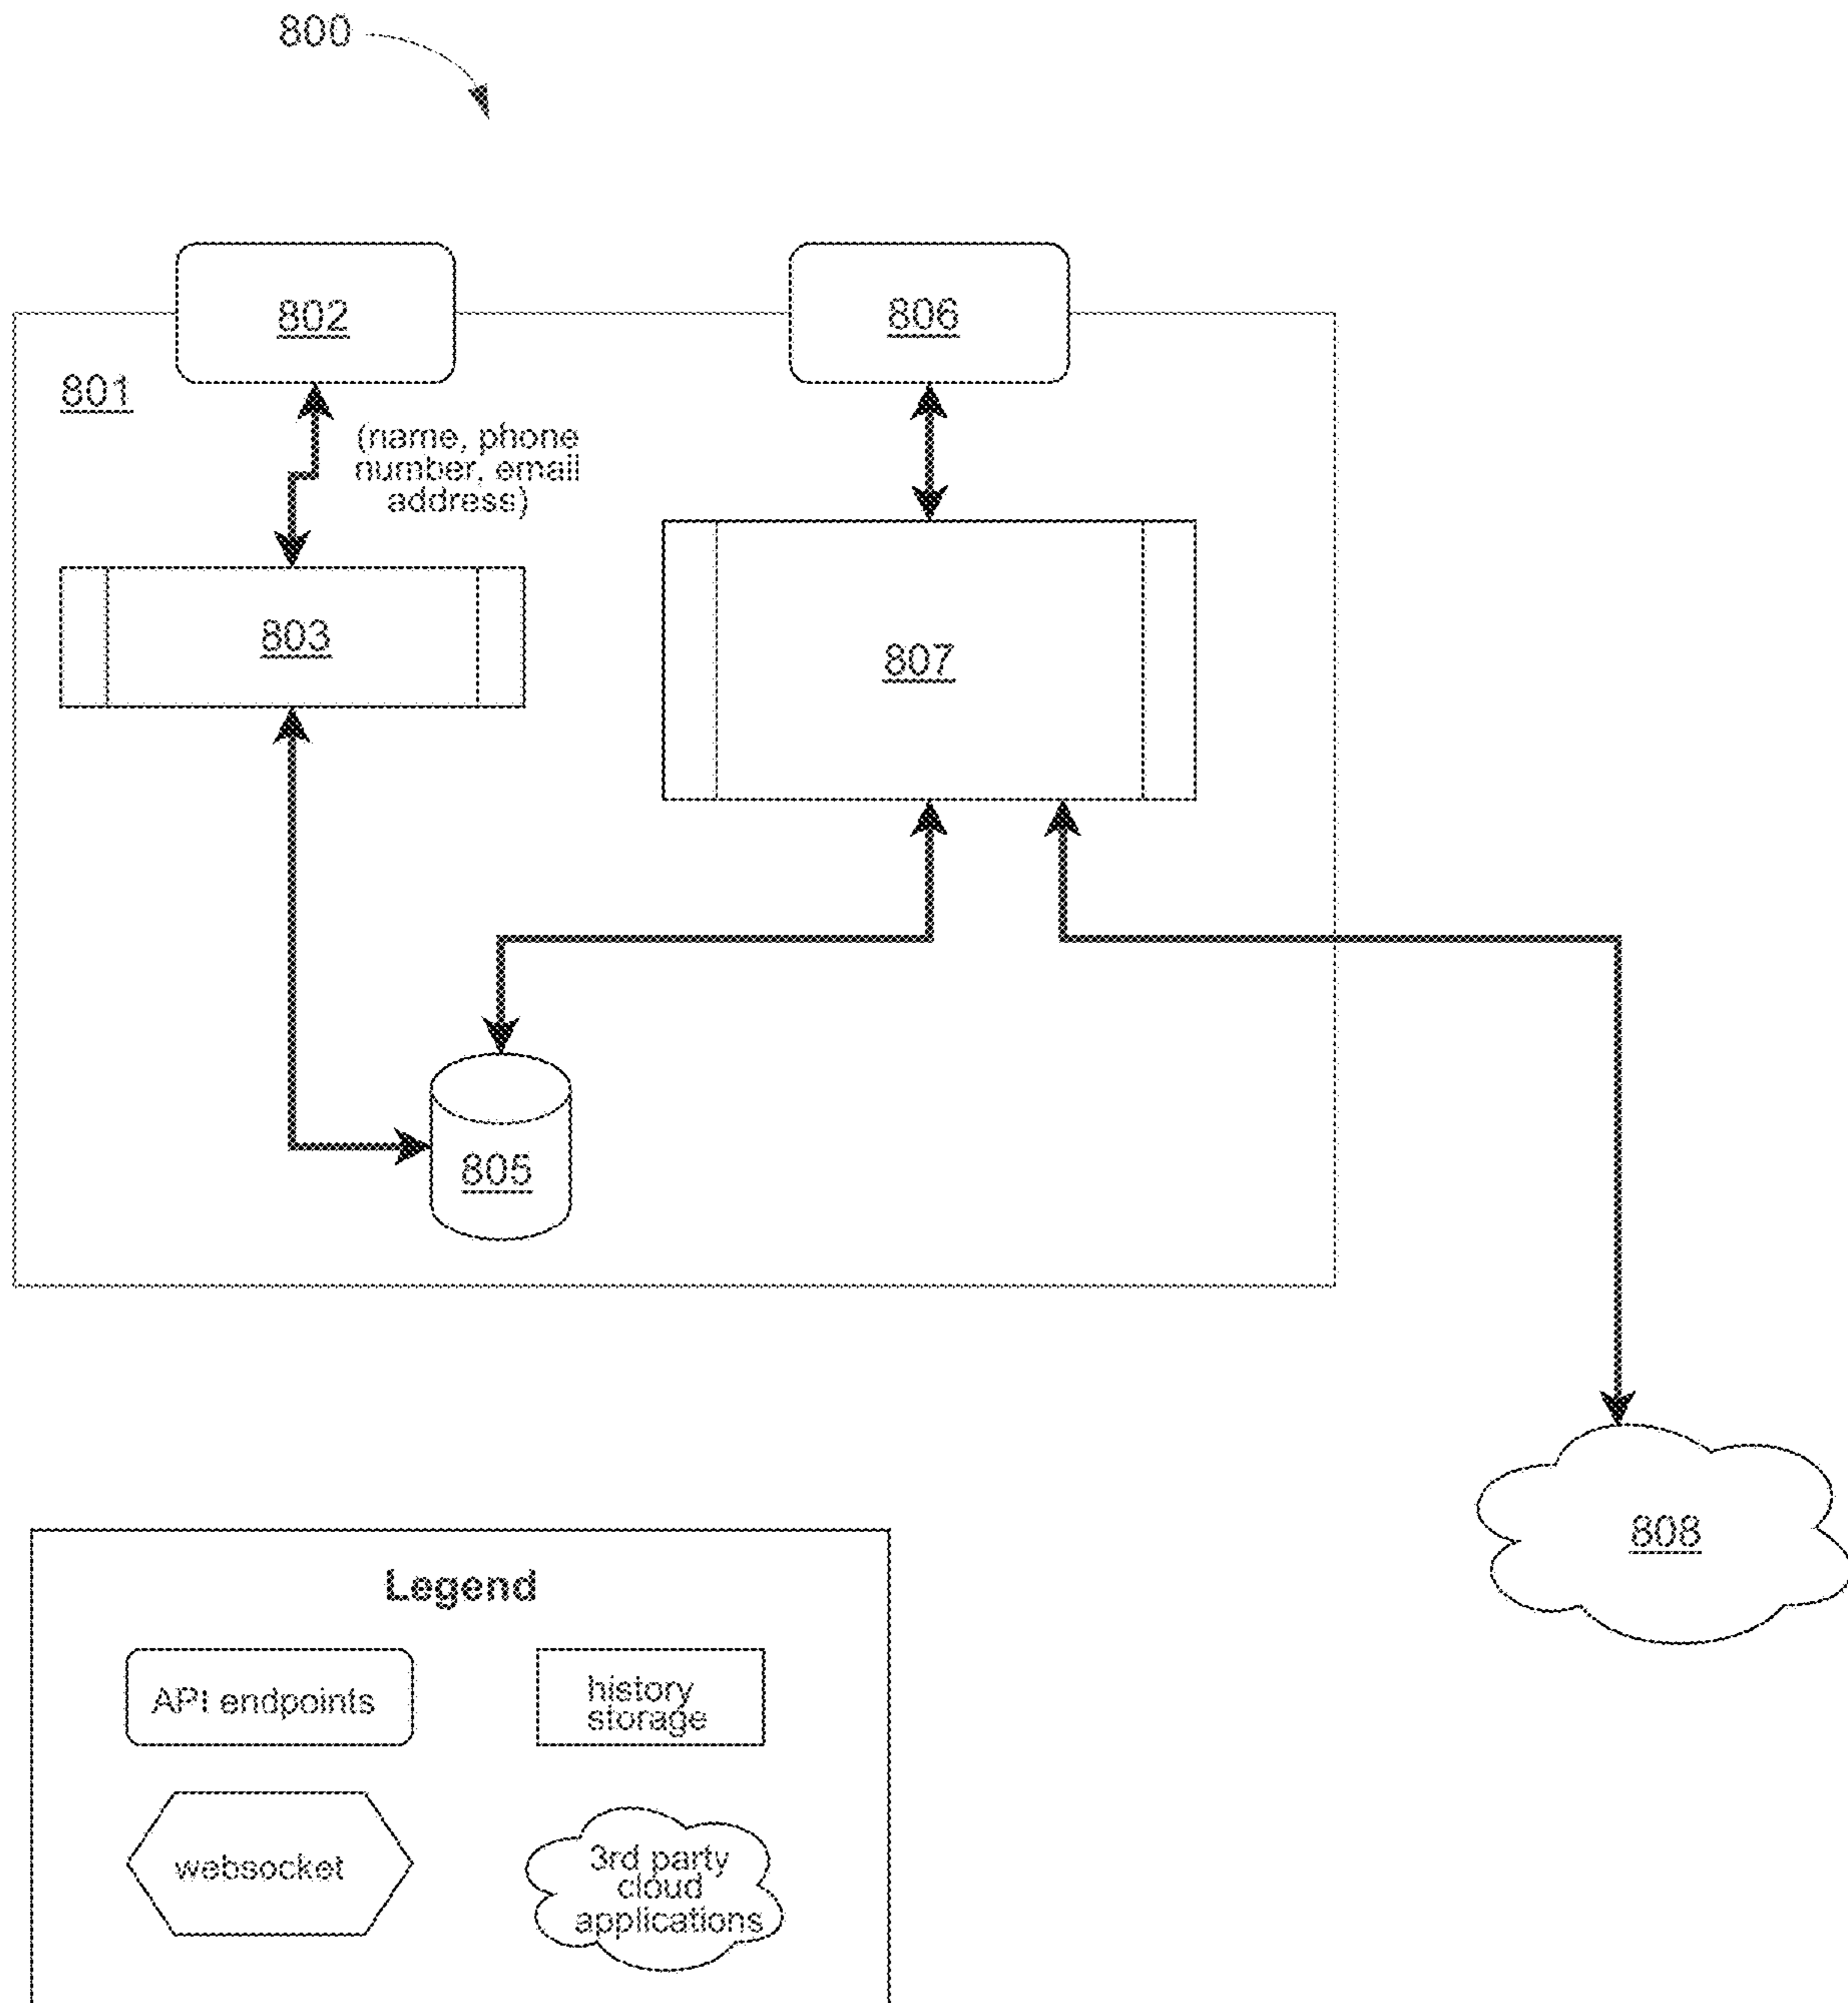 800
802
806
801
(name, phone
number, email
address)
803
807
805
808
Legend
API endpoints
history
storage
websocket
3rd party
cloud
applications